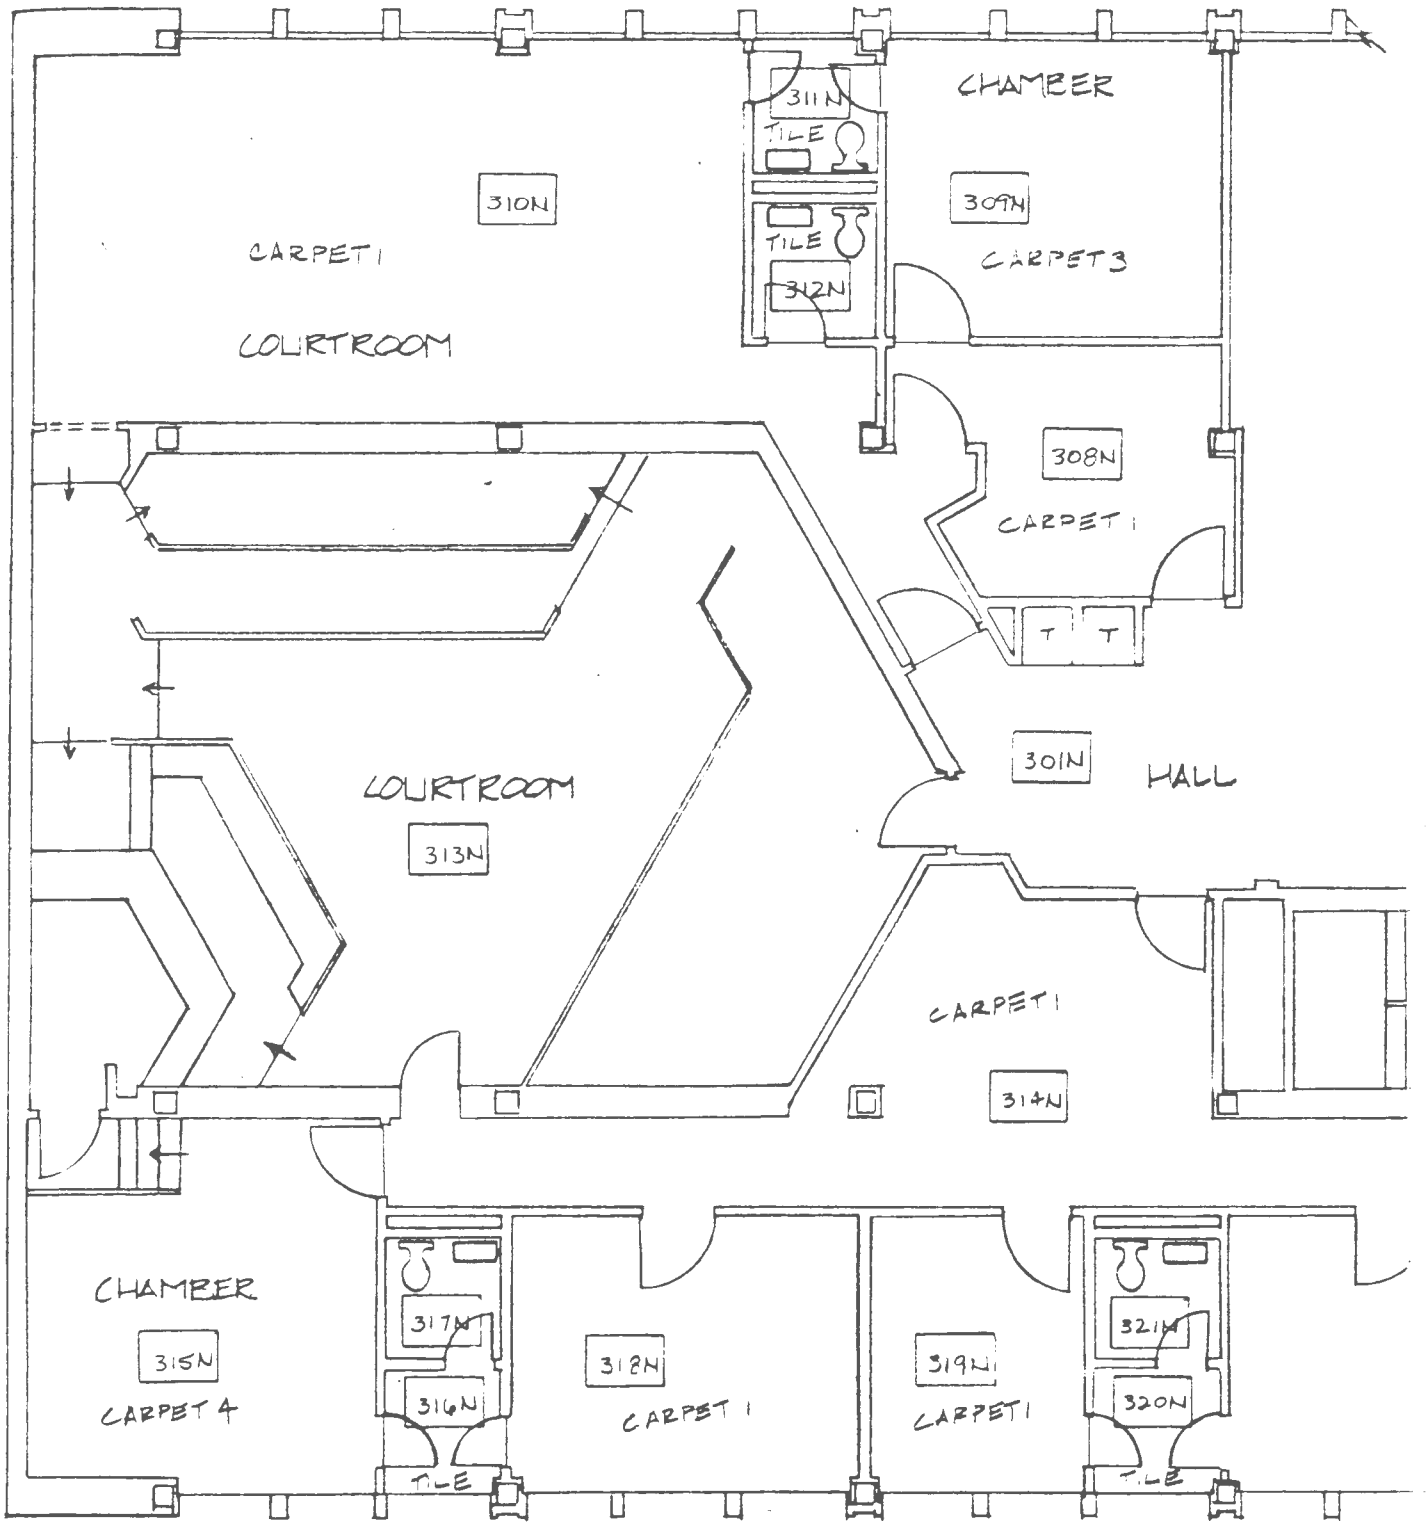 311N
TILE
CHAMBER
310N
309N
CARPET 1
TILE
CARPET 3
312N
COURTROOM
308N
CARPET 1
T
T
301N
HALL
COURTROOM
313N
CARPET 1
314N
CHAMBER
317N
321N
315N
318N
319N
CARPET 4
316N
CARPET 1
CARPET 1
320N
TILE
TILE